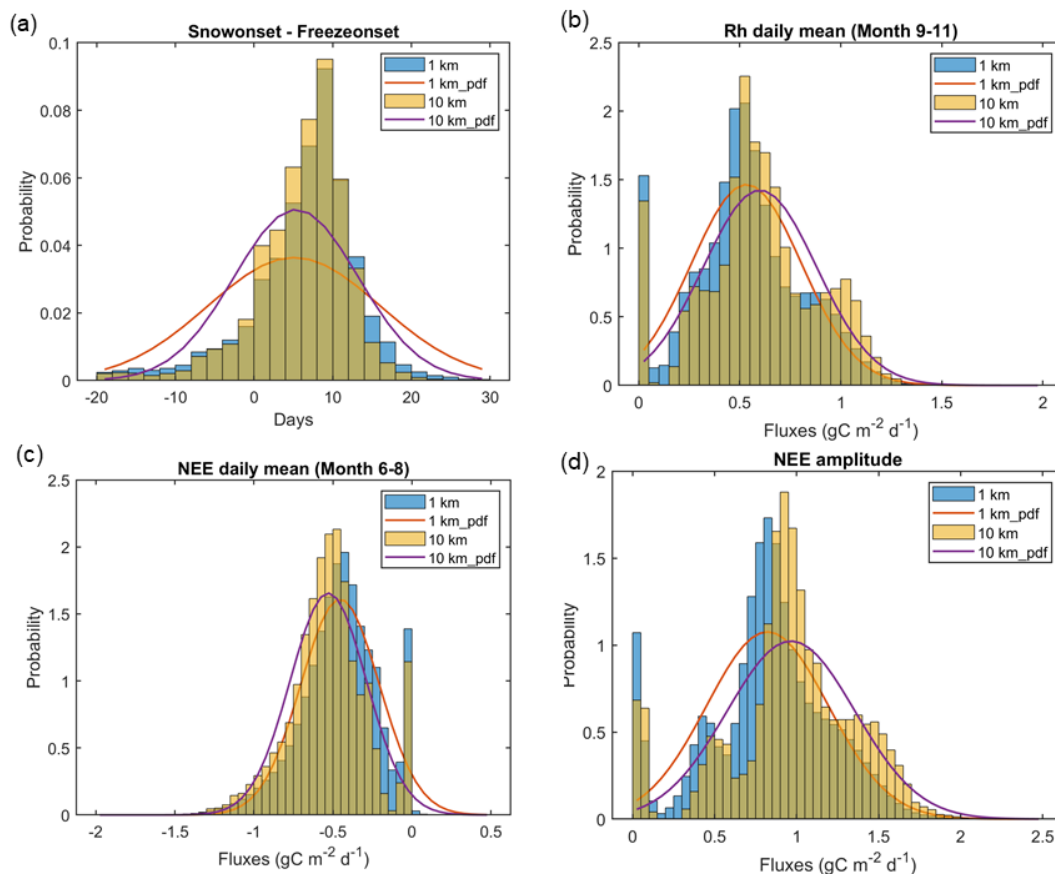 (a)
Snowonset - Freezeonset
0.1
0.08
0.06
0.04
0.02
0
Probability
-20
-10
0
10
20
30
Days
1 km
1 km_pdf
10 km
10 km_pdf
(b)
Rh daily mean (Month 9-11)
2.5
2
1.5
1
0.5
0
Probability
0
0.5
1
1.5
2
Fluxes (gC m-2 d-1)
1 km
1 km_pdf
10 km
10 km_pdf
(c)
NEE daily mean (Month 6-8)
2.5
2
1.5
1
0.5
0
Probability
-2
-1.5
-1
-0.5
0
0.5
Fluxes (gC m-2 d-1)
1 km
1 km_pdf
10 km
10 km_pdf
(d)
NEE amplitude
2
1.5
1
0.5
0
Probability
0
0.5
1
1.5
2
2.5
Fluxes (gC m-2 d-1)
1 km
1 km_pdf
10 km
10 km_pdf